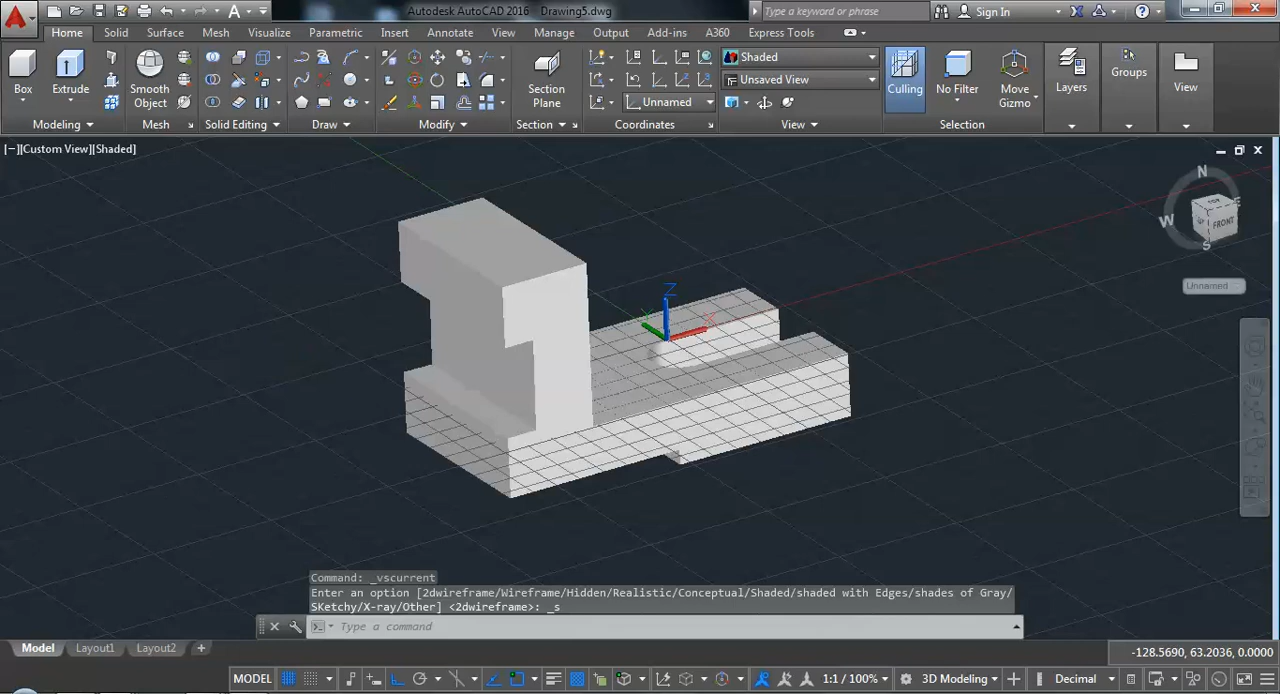 Autodesk AutoCAD 2016 Drawing5.dwg
Type a keyword or phrase
Sign In
Home Solid Surface Mesh Visualize Parametric Insert Annotate View Manage Output Add-ins A360 Express Tools
Box
Extrude
Smooth
Object
Section
Plane
Shaded
Unsaved View
Unnamed
Culling
No Filter
Move
Gizmo
Layers
Groups
View
Modeling Mesh Solid Editing Draw Modify Section Coordinates View Selection
[−][Custom View][Shaded]
N
W
E
S
TOP
FRONT
Unnamed
Z
X
Command: _vscurrent
Enter an option [2dwireframe/Wireframe/Hidden/Realistic/Conceptual/Shaded/shaded with Edges/shades of Gray/
SKetchy/X-ray/Other] <2dwireframe>: _s
Type a command
Model Layout1 Layout2 +
-128.5690, 63.2036, 0.0000
MODEL 1:1 / 100% 3D Modeling Decimal